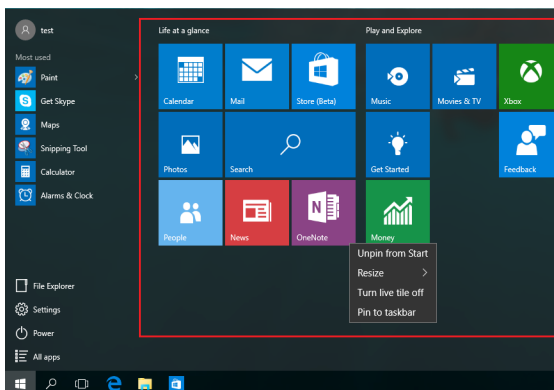 test
Most used
Paint
Get Skype
Maps
Snipping Tool
Calculator
Alarms & Clock
File Explorer
Settings
Power
All apps
Life at a glance
Calendar
Mail
Store (Beta)
Photos
Search
People
News
OneNote
Play and Explore
Music
Movies & TV
Xbox
Get Started
Feedback
Money
Unpin from Start
Resize
Turn live tile off
Pin to taskbar